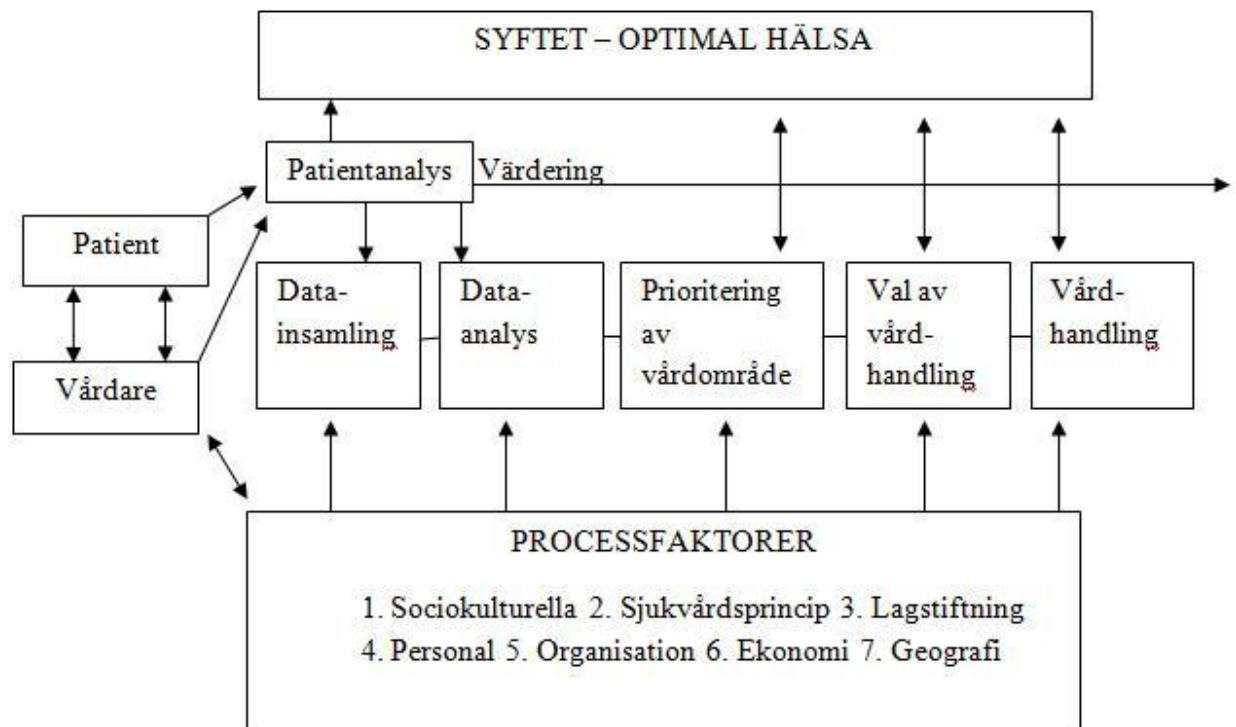 SYFTET – OPTIMAL HÄLSA
Patientanalys
Värdering
Patient
Vårdare
Data-
insamling
Data-
analys
Prioritering
av
vårdområde
Val av
vård-
handling
Vård-
handling
PROCESSFAKTORER
1. Sociokulturella 2. Sjukvårdsprincip 3. Lagstiftning
4. Personal 5. Organisation 6. Ekonomi 7. Geografi